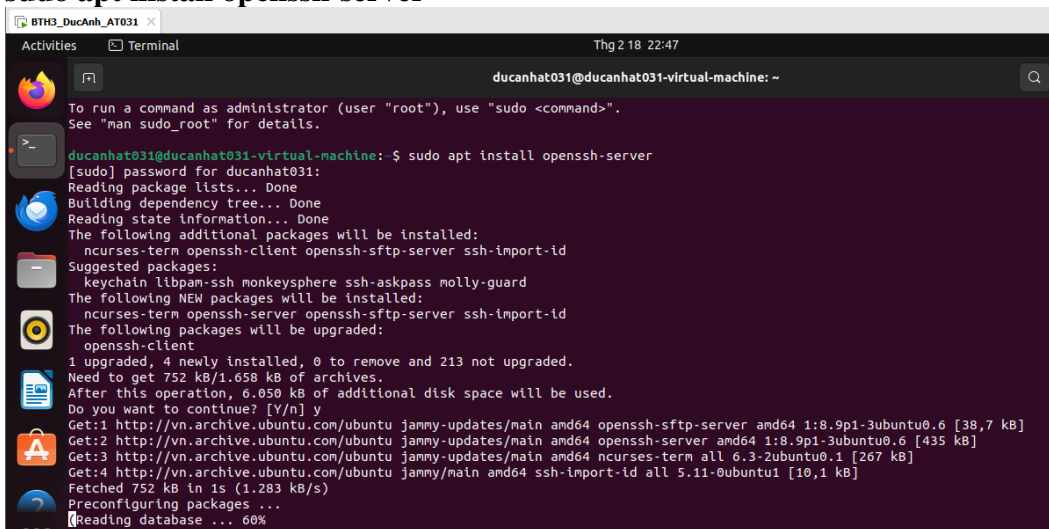 sudo apt install openssh-server
BTH3_DucAnh_AT031
Activities Terminal Thg 2 18 22:47
ducanhat031@ducanhat031-virtual-machine: ~
To run a command as administrator (user "root"), use "sudo <command>".
See "man sudo_root" for details.
ducanhat031@ducanhat031-virtual-machine:~$ sudo apt install openssh-server
[sudo] password for ducanhat031:
Reading package lists... Done
Building dependency tree... Done
Reading state information... Done
The following additional packages will be installed:
ncurses-term openssh-client openssh-sftp-server ssh-import-id
Suggested packages:
keychain libpam-ssh monkeysphere ssh-askpass molly-guard
The following NEW packages will be installed:
ncurses-term openssh-server openssh-sftp-server ssh-import-id
The following packages will be upgraded:
openssh-client
1 upgraded, 4 newly installed, 0 to remove and 213 not upgraded.
Need to get 752 kB/1.658 kB of archives.
After this operation, 6.050 kB of additional disk space will be used.
Do you want to continue? [Y/n] y
Get:1 http://vn.archive.ubuntu.com/ubuntu jammy-updates/main amd64 openssh-sftp-server amd64 1:8.9p1-3ubuntu0.6 [38,7 kB]
Get:2 http://vn.archive.ubuntu.com/ubuntu jammy-updates/main amd64 openssh-server amd64 1:8.9p1-3ubuntu0.6 [435 kB]
Get:3 http://vn.archive.ubuntu.com/ubuntu jammy-updates/main amd64 ncurses-term all 6.3-2ubuntu0.1 [267 kB]
Get:4 http://vn.archive.ubuntu.com/ubuntu jammy/main amd64 ssh-import-id all 5.11-0ubuntu1 [10,1 kB]
Fetched 752 kB in 1s (1.283 kB/s)
Preconfiguring packages ...
(Reading database ... 60%